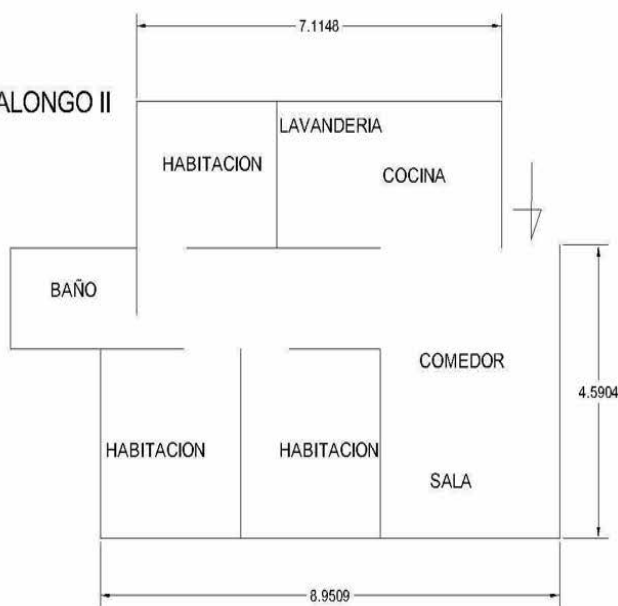 7.1148
ALONGO II
LAVANDERIA
HABITACION
COCINA
BAÑO
COMEDOR
4.5904
HABITACION
HABITACION
SALA
8.9509